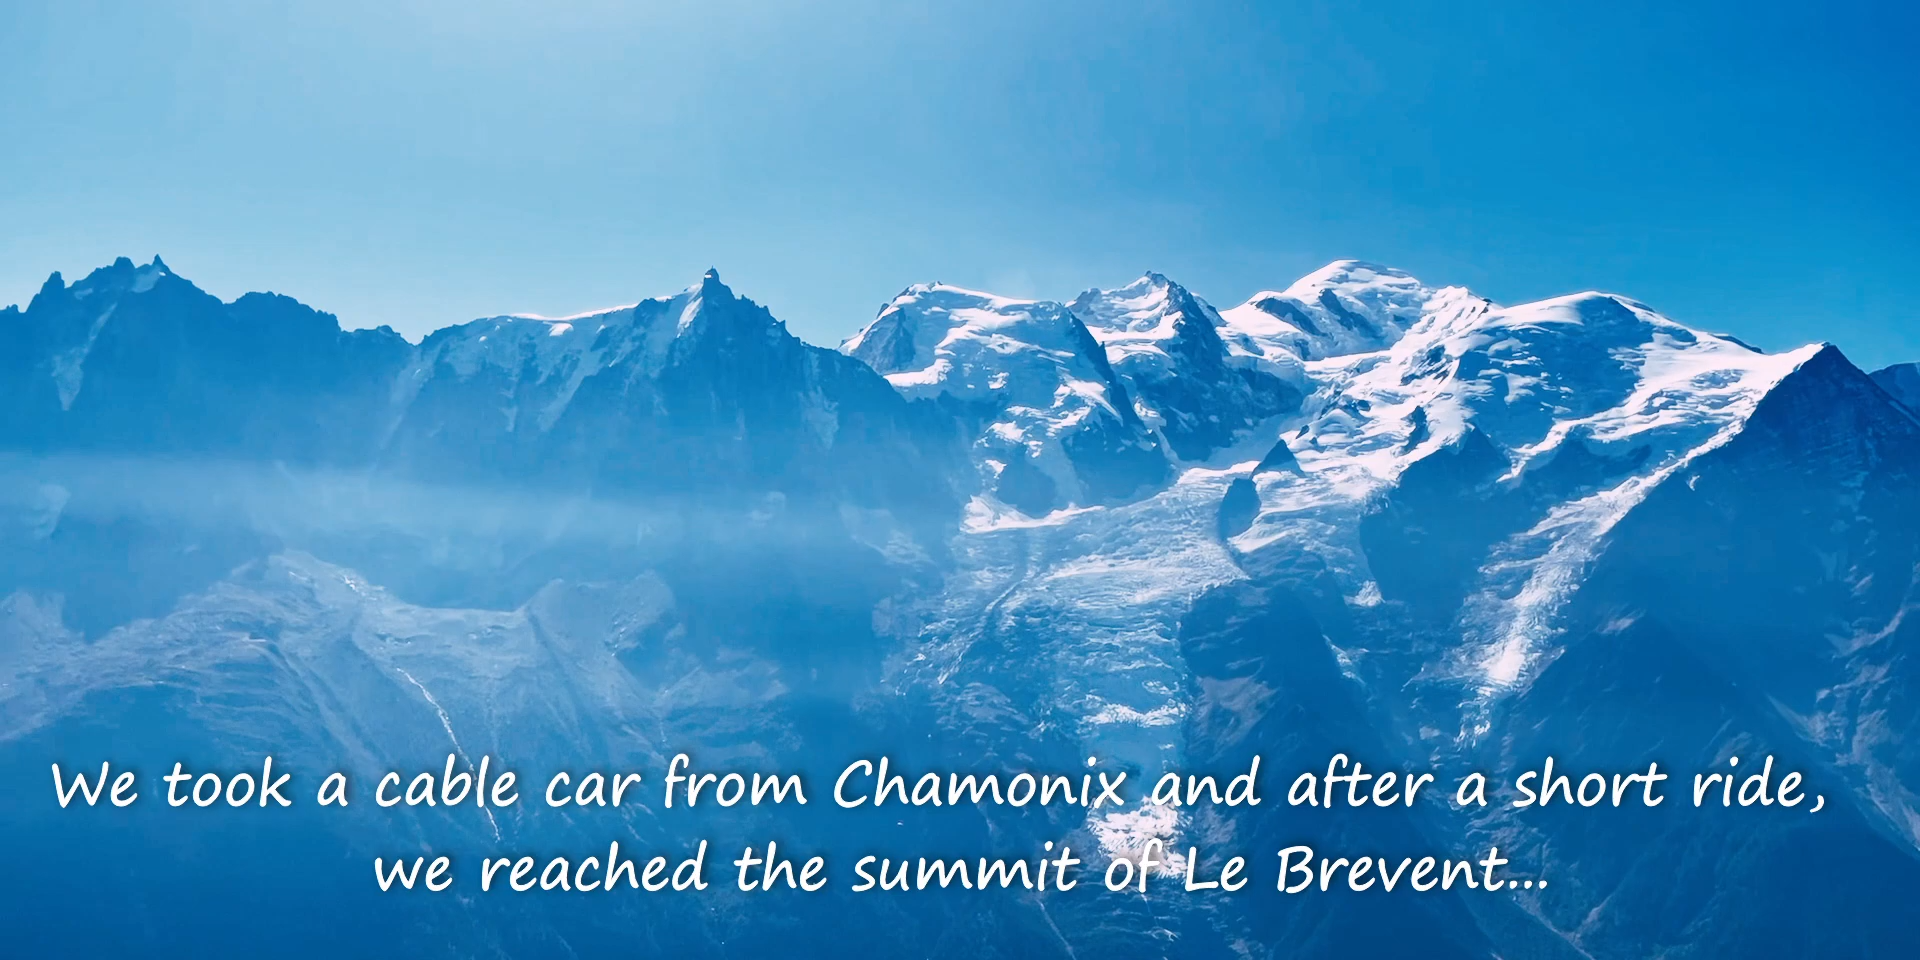 We took a cable car from Chamonix and after a short ride,
we reached the summit of Le Brevent...